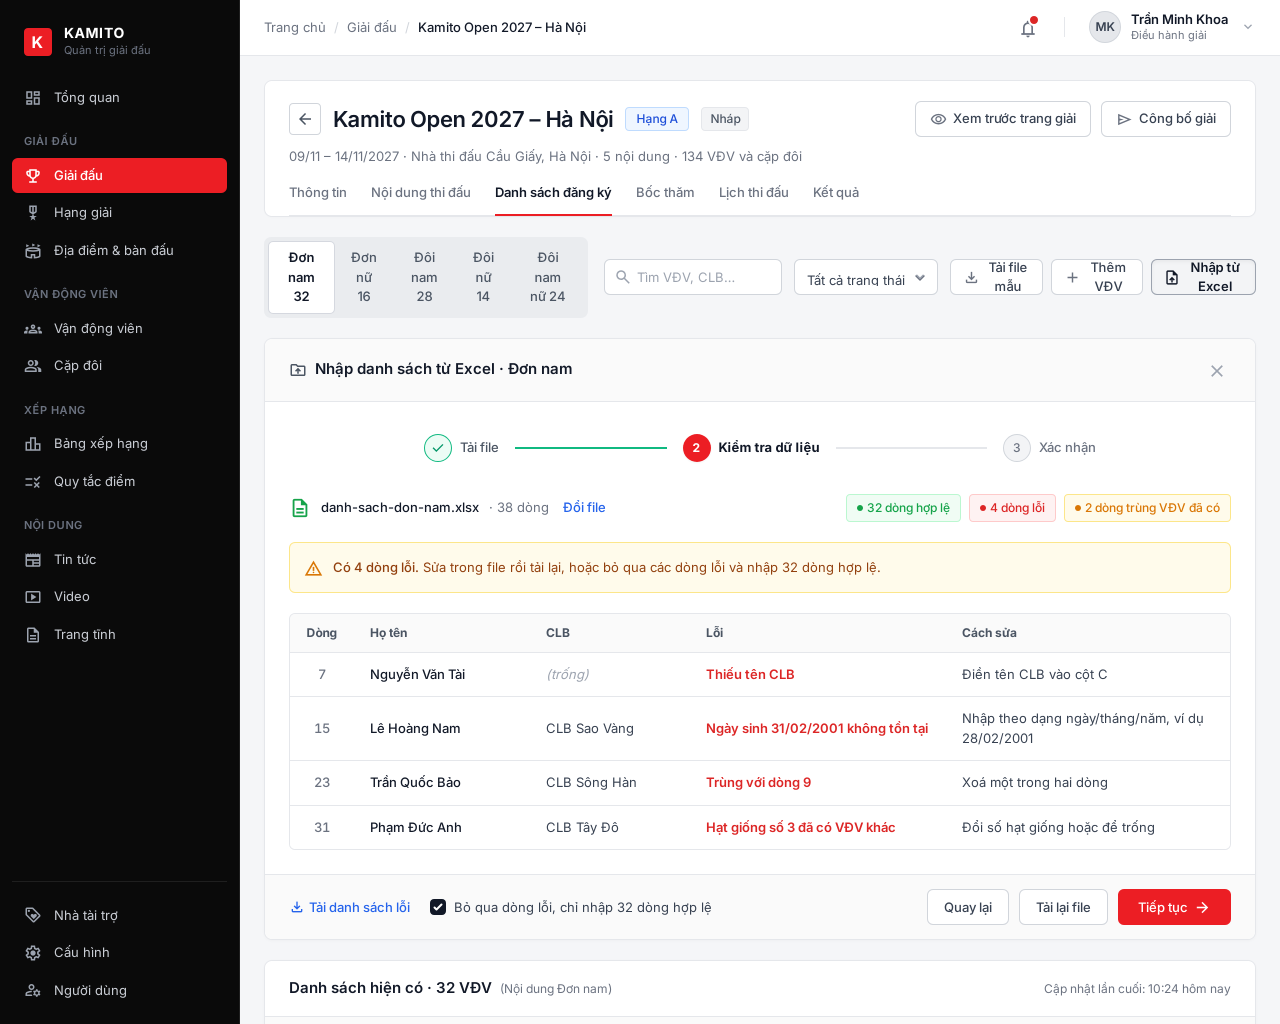 K
KAMITO
Quản trị giải đấu
Tổng quan
GIẢI ĐẤU
Giải đấu
Hạng giải
Địa điểm & bàn đấu
VẬN ĐỘNG VIÊN
Vận động viên
Cặp đôi
XẾP HẠNG
Bảng xếp hạng
Quy tắc điểm
NỘI DUNG
Tin tức
Video
Trang tĩnh
Nhà tài trợ
Cấu hình
Người dùng
Trang chủ / Giải đấu / Kamito Open 2027 – Hà Nội
MK
Trần Minh Khoa
Điều hành giải
Kamito Open 2027 – Hà Nội
Hạng A
Nháp
Xem trước trang giải
Công bố giải
09/11 – 14/11/2027 · Nhà thi đấu Cầu Giấy, Hà Nội · 5 nội dung · 134 VĐV và cặp đôi
Thông tin
Nội dung thi đấu
Danh sách đăng ký
Bốc thăm
Lịch thi đấu
Kết quả
Đơn
nam
32
Đơn
nữ
16
Đôi
nam
28
Đôi
nữ
14
Đôi
nam
nữ 24
Tìm VĐV, CLB...
Tất cả trạng thái
Tải file
mẫu
Thêm
VĐV
Nhập từ
Excel
Nhập danh sách từ Excel · Đơn nam
Tải file
2
Kiểm tra dữ liệu
3
Xác nhận
danh-sach-don-nam.xlsx · 38 dòng Đổi file
32 dòng hợp lệ
4 dòng lỗi
2 dòng trùng VĐV đã có
Có 4 dòng lỗi. Sửa trong file rồi tải lại, hoặc bỏ qua các dòng lỗi và nhập 32 dòng hợp lệ.
Dòng Họ tên CLB Lỗi Cách sửa
7 Nguyễn Văn Tài (trống) Thiếu tên CLB Điền tên CLB vào cột C
15 Lê Hoàng Nam CLB Sao Vàng Ngày sinh 31/02/2001 không tồn tại Nhập theo dạng ngày/tháng/năm, ví dụ
28/02/2001
23 Trần Quốc Bảo CLB Sông Hàn Trùng với dòng 9 Xoá một trong hai dòng
31 Phạm Đức Anh CLB Tây Đô Hạt giống số 3 đã có VĐV khác Đổi số hạt giống hoặc để trống
Tải danh sách lỗi
Bỏ qua dòng lỗi, chỉ nhập 32 dòng hợp lệ
Quay lại
Tải lại file
Tiếp tục
Danh sách hiện có · 32 VĐV (Nội dung Đơn nam)
Cập nhật lần cuối: 10:24 hôm nay